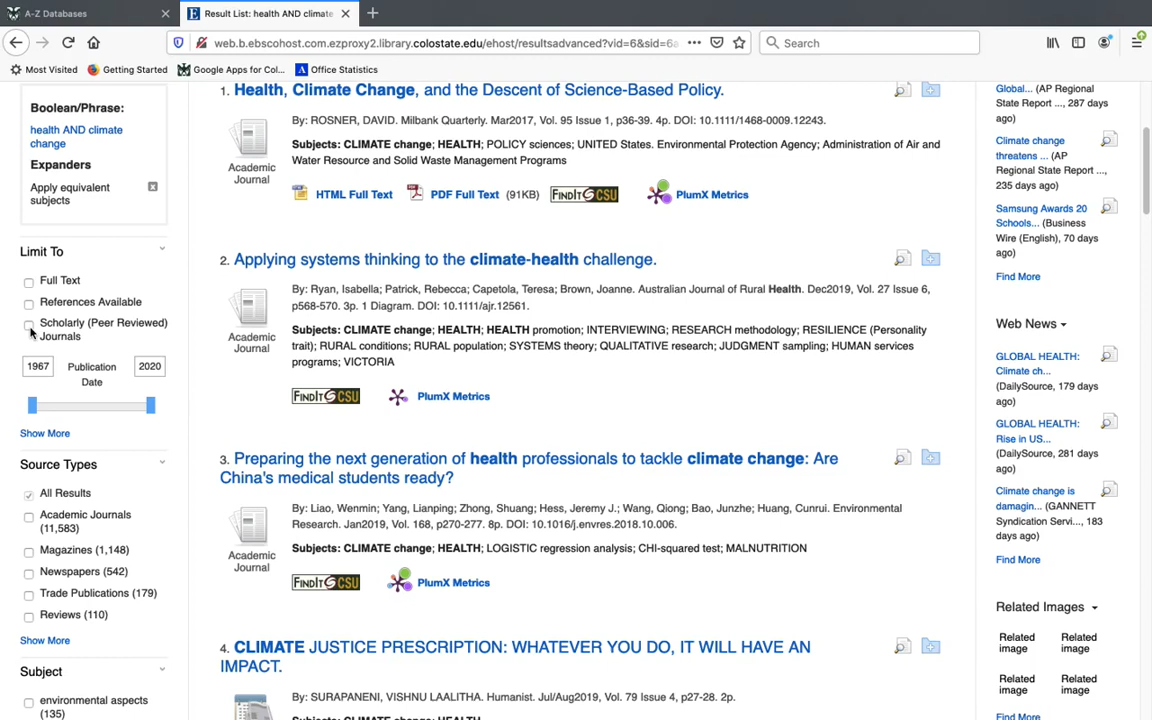 A-Z Databases
Result List: health AND climate
web.b.ebscohost.com.ezproxy2.library.colostate.edu/ehost/resultsadvanced?vid=6&sid=6a
Search
Most Visited
Getting Started
Google Apps for Col...
Office Statistics
Boolean/Phrase:
health AND climate
change
Expanders
Apply equivalent
subjects
Limit To
Full Text
References Available
Scholarly (Peer Reviewed)
Journals
1967
Publication
Date
2020
Show More
Source Types
All Results
Academic Journals
(11,583)
Magazines (1,148)
Newspapers (542)
Trade Publications (179)
Reviews (110)
Show More
Subject
environmental aspects
(135)
1. Health, Climate Change, and the Descent of Science-Based Policy.
By: ROSNER, DAVID. Milbank Quarterly. Mar2017, Vol. 95 Issue 1, p36-39. 4p. DOI: 10.1111/1468-0009.12243.
Subjects: CLIMATE change; HEALTH; POLICY sciences; UNITED States. Environmental Protection Agency; Administration of Air and
Water Resource and Solid Waste Management Programs
Academic
Journal
HTML Full Text
PDF Full Text (91KB)
FINDIT@CSU
PlumX Metrics
2. Applying systems thinking to the climate-health challenge.
By: Ryan, Isabella; Patrick, Rebecca; Capetola, Teresa; Brown, Joanne. Australian Journal of Rural Health. Dec2019, Vol. 27 Issue 6,
p568-570. 3p. 1 Diagram. DOI: 10.1111/ajr.12561.
Subjects: CLIMATE change; HEALTH; HEALTH promotion; INTERVIEWING; RESEARCH methodology; RESILIENCE (Personality
trait); RURAL conditions; RURAL population; SYSTEMS theory; QUALITATIVE research; JUDGMENT sampling; HUMAN services
programs; VICTORIA
Academic
Journal
FINDIT@CSU
PlumX Metrics
3. Preparing the next generation of health professionals to tackle climate change: Are
China's medical students ready?
By: Liao, Wenmin; Yang, Lianping; Zhong, Shuang; Hess, Jeremy J.; Wang, Qiong; Bao, Junzhe; Huang, Cunrui. Environmental
Research. Jan2019, Vol. 168, p270-277. 8p. DOI: 10.1016/j.envres.2018.10.006.
Subjects: CLIMATE change; HEALTH; LOGISTIC regression analysis; CHI-squared test; MALNUTRITION
Academic
Journal
FINDIT@CSU
PlumX Metrics
4. CLIMATE JUSTICE PRESCRIPTION: WHATEVER YOU DO, IT WILL HAVE AN
IMPACT.
By: SURAPANENI, VISHNU LAALITHA. Humanist. Jul/Aug2019, Vol. 79 Issue 4, p27-28. 2p.
Subjects: CLIMATE change; HEALTH
Global... (AP Regional
State Report ..., 287 days
ago)
Climate change
threatens ... (AP
Regional State Report ...,
235 days ago)
Samsung Awards 20
Schools... (Business
Wire (English), 70 days
ago)
Find More
Web News
GLOBAL HEALTH:
Climate ch...
(DailySource, 179 days
ago)
GLOBAL HEALTH:
Rise in US...
(DailySource, 281 days
ago)
Climate change is
damagin... (GANNETT
Syndication Servi..., 183
days ago)
Find More
Related Images
Related
image
Related
image
Related
image
Related
image
Find More